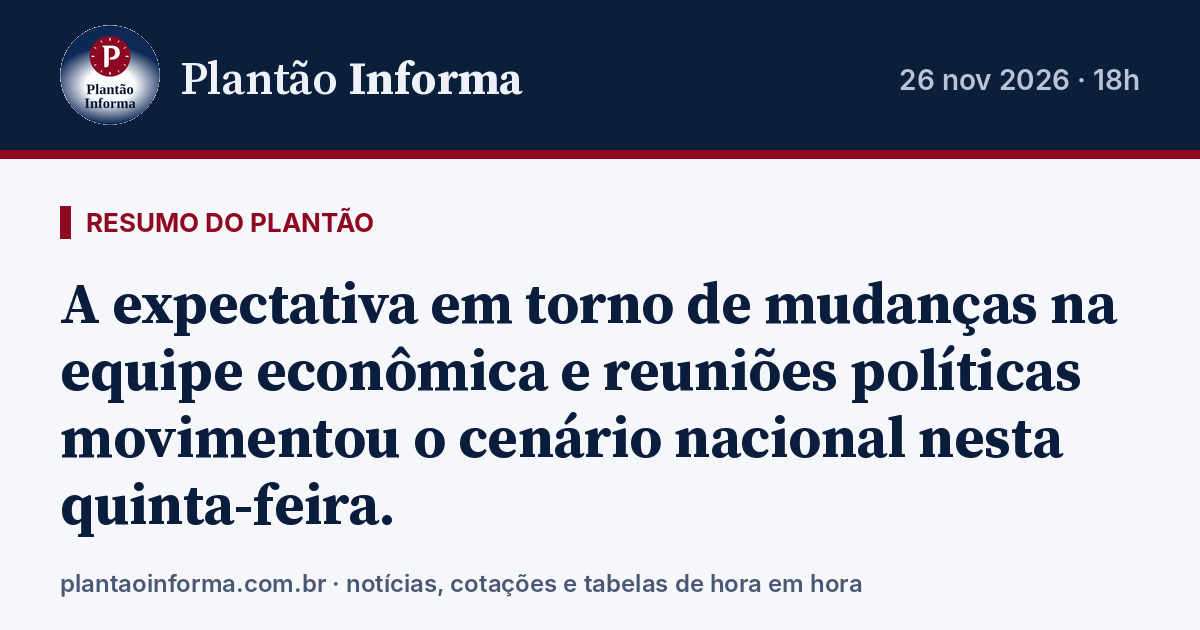 P
Plantão
Informa
Plantão Informa
26 nov 2026 · 18h
RESUMO DO PLANTÃO
A expectativa em torno de mudanças na
equipe econômica e reuniões políticas
movimentou o cenário nacional nesta
quinta-feira.
plantaoinforma.com.br · notícias, cotações e tabelas de hora em hora